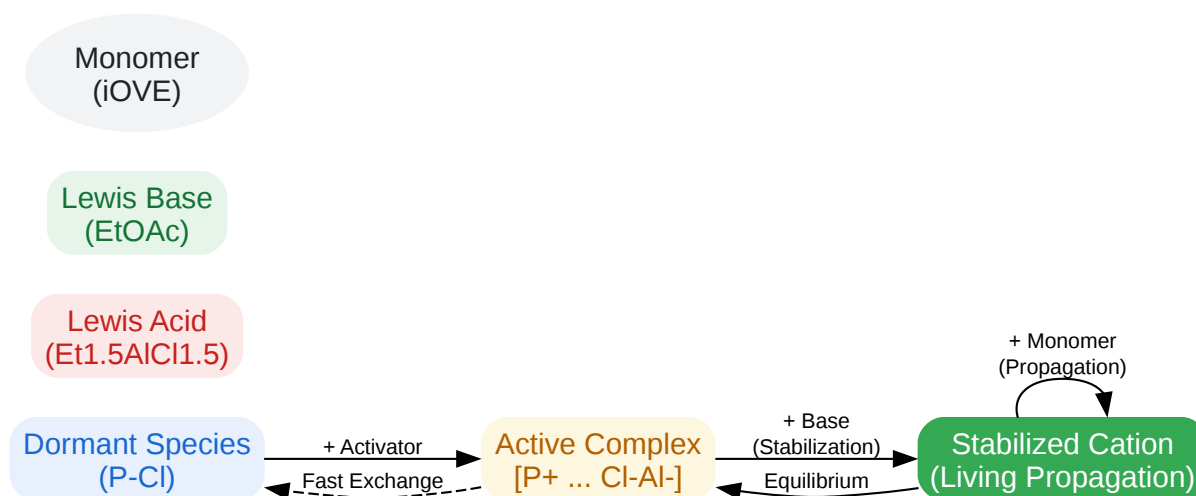 Monomer
(iOVE)
Lewis Base
(EtOAc)
Lewis Acid
(Et1.5AlCl1.5)
Dormant Species
(P-Cl)
+ Activator
Fast Exchange
Active Complex
[P+ ... Cl-Al-]
+ Base
(Stabilization)
Equilibrium
+ Monomer
(Propagation)
Stabilized Cation
(Living Propagation)